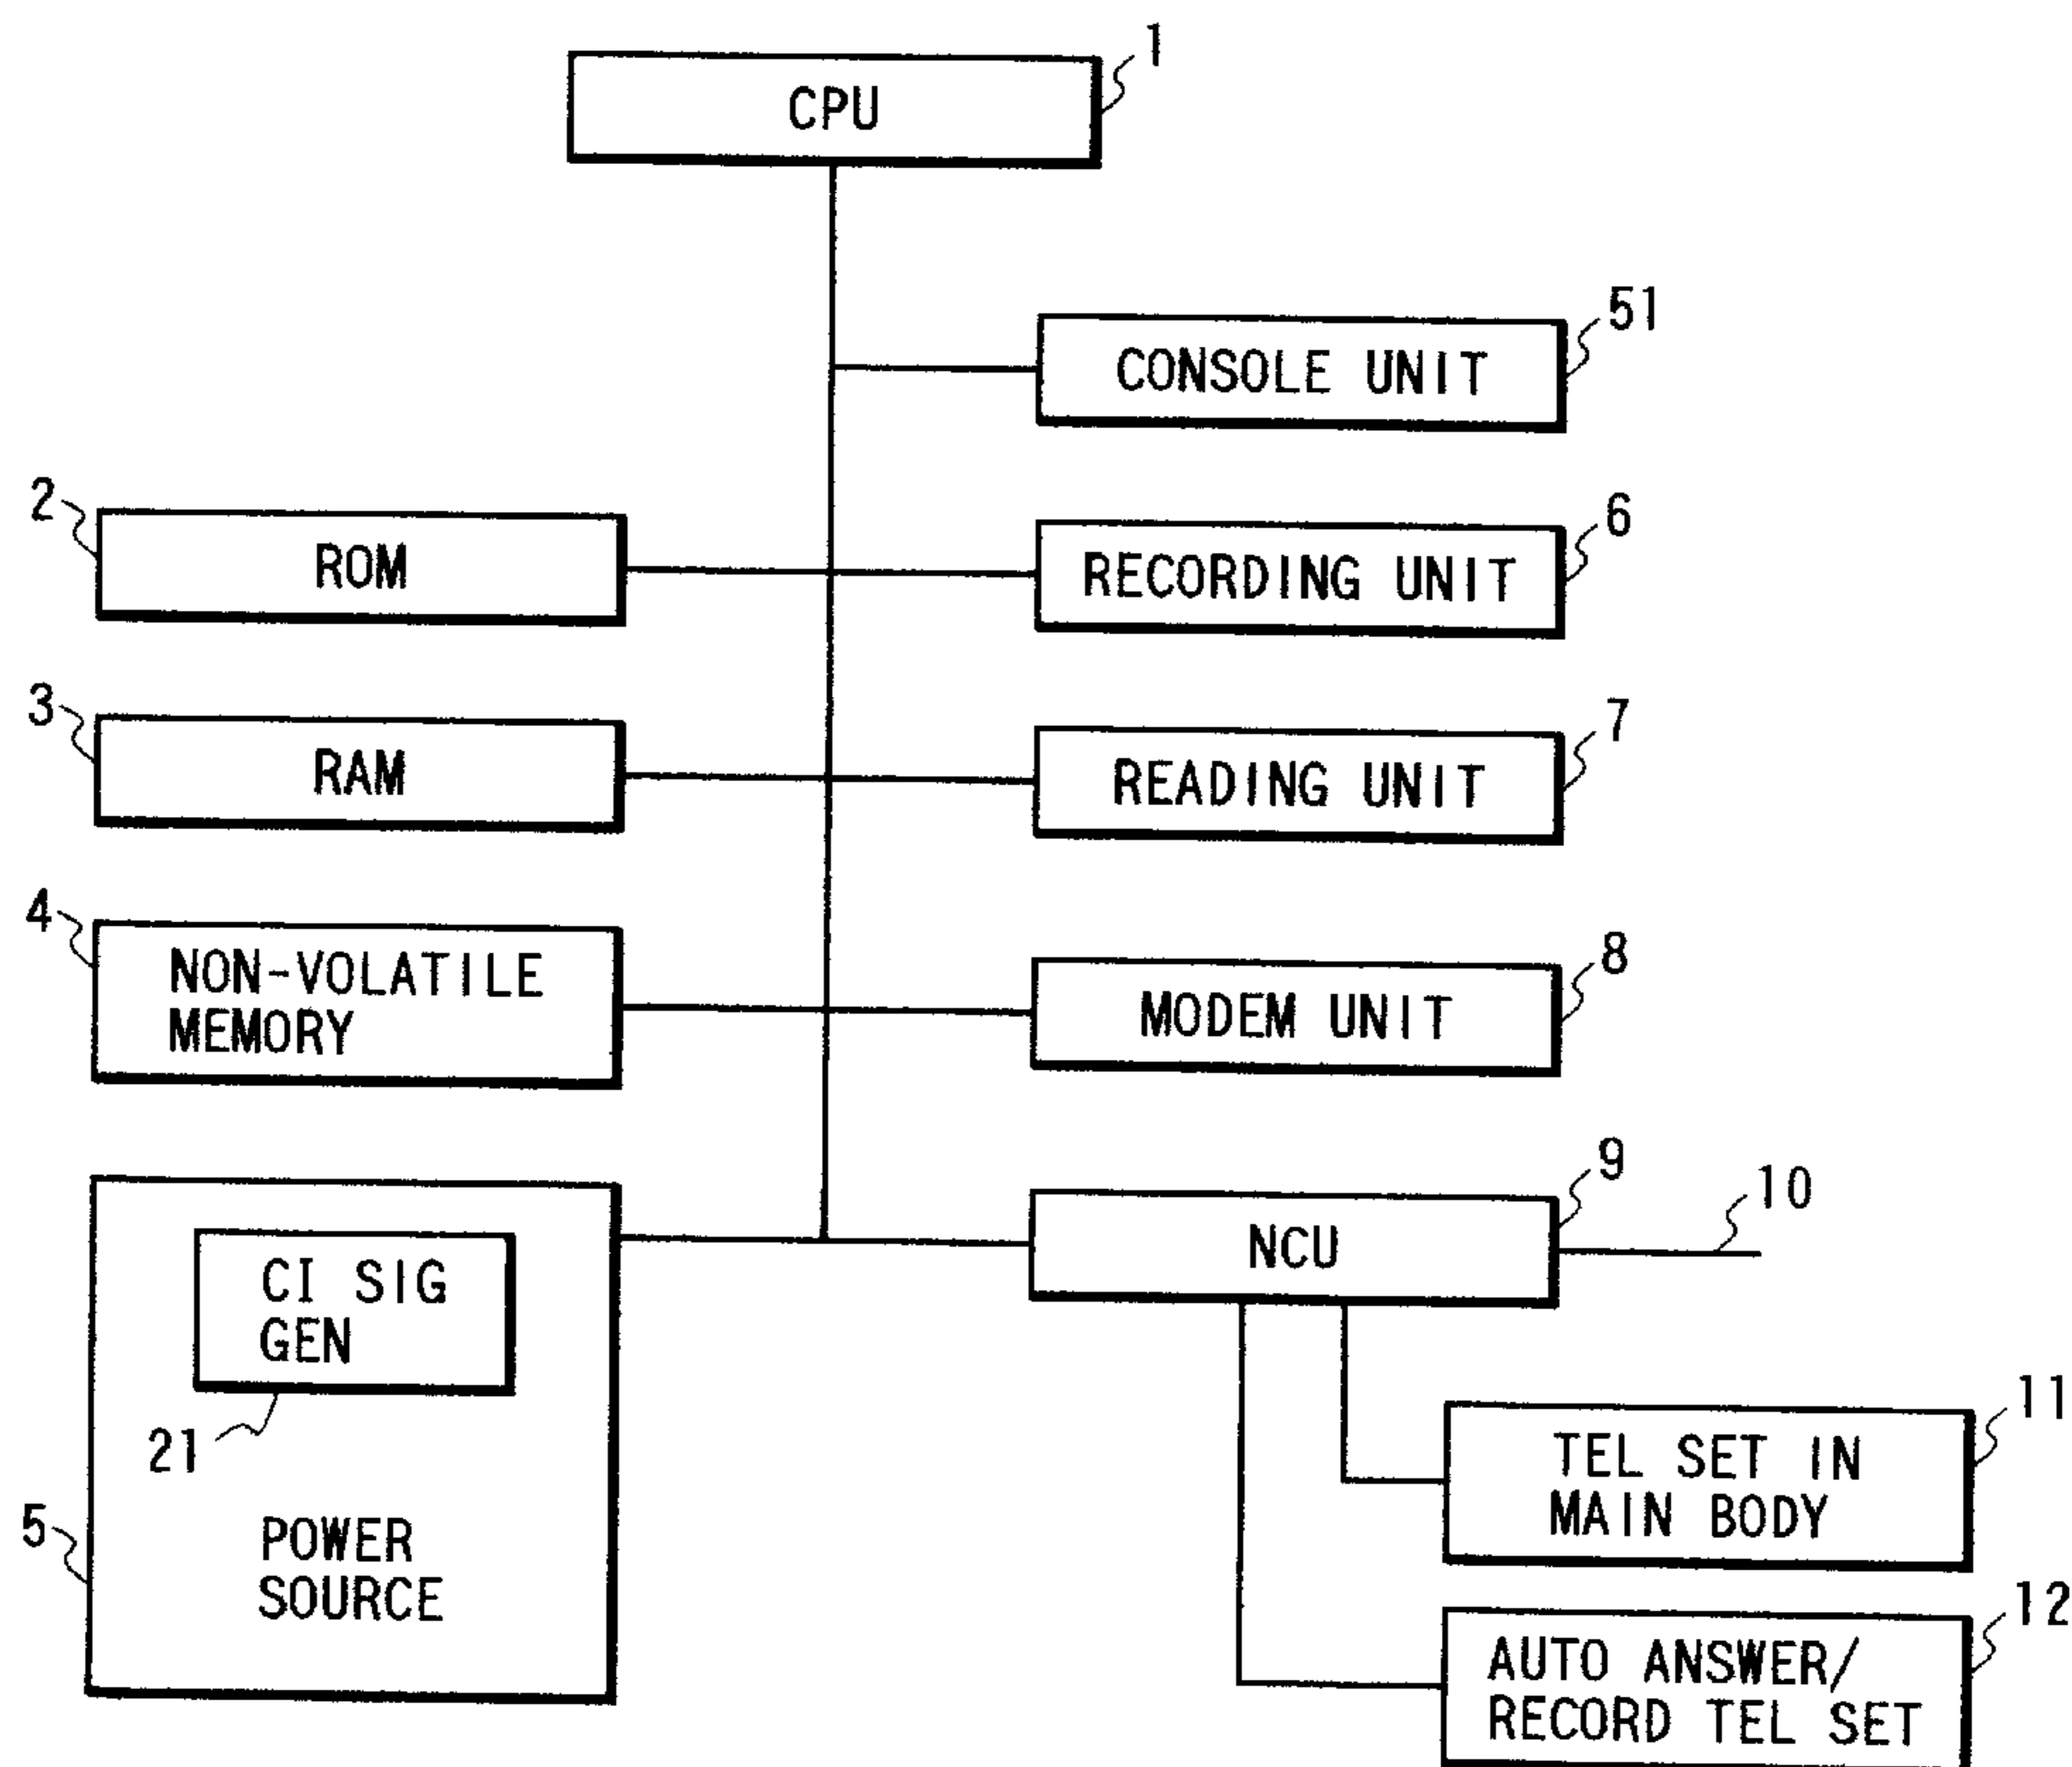 1
CPU
51
CONSOLE UNIT
2
ROM
6
RECORDING UNIT
3
RAM
7
READING UNIT
4
NON-VOLATILE
MEMORY
8
MODEM UNIT
9
NCU
10
CI SIG
GEN
21
5
POWER
SOURCE
11
TEL SET IN
MAIN BODY
12
AUTO ANSWER/
RECORD TEL SET